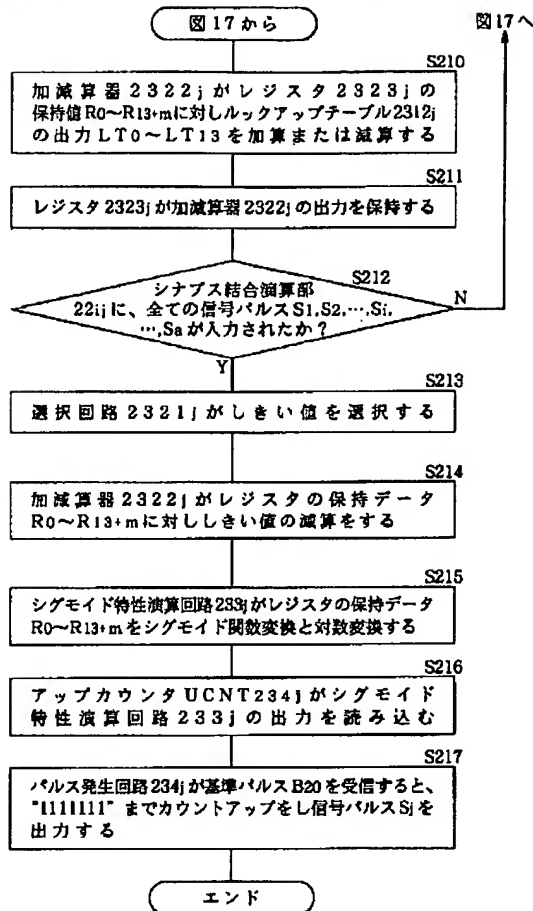 図17から
図17へ
S210
加減算器2322jがレジスタ2323jの
保持値R0〜R13+mに対しルックアップテーブル2312j
の出力LT0〜LT13を加算または減算する
S211
レジスタ2323jが加減算器2322jの出力を保持する
S212
シナプス結合演算部
22ijに、全ての信号パルスS1,S2,…,Si,
…,Saが入力されたか?
N
Y
S213
選択回路2321jがしきい値を選択する
S214
加減算器2322jがレジスタの保持データ
R0〜R13+mに対ししきい値の減算をする
S215
シグモイド特性演算回路233jがレジスタの保持データ
R0〜R13+mをシグモイド関数変換と対数変換する
S216
アップカウンタUCNT234jがシグモイド
特性演算回路233jの出力を読み込む
S217
パルス発生回路234jが基準パルスB20を受信すると、
"1111111"までカウントアップをし信号パルスSjを
出力する
エンド